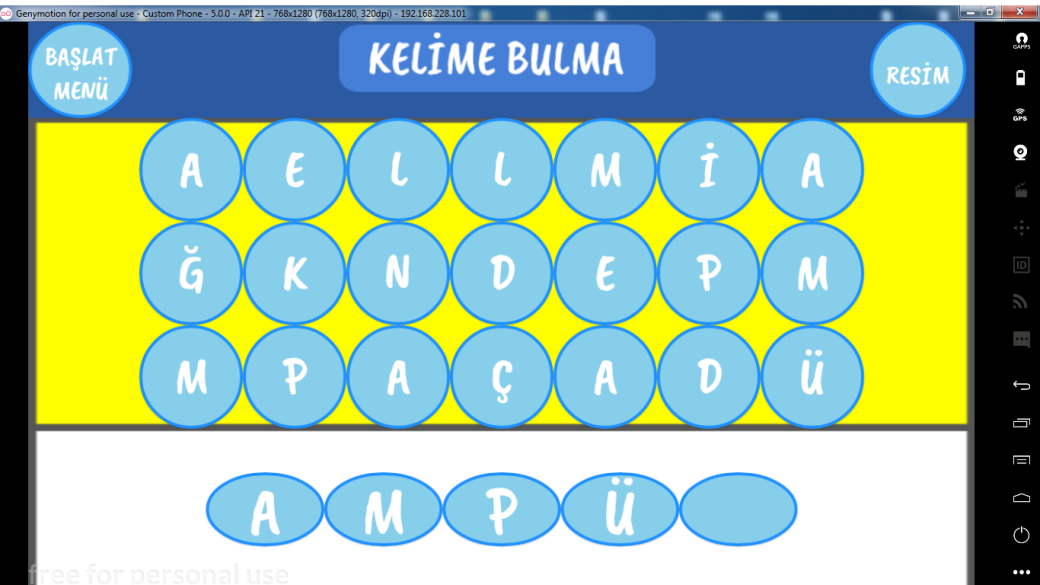 Genymotion for personal use - Custom Phone - 5.0.0 - API 21 - 768x1280 (768x1280, 320dpi) - 192.168.228.101
BAŞLAT
MENÜ
KELİME BULMA
RESİM
GAPPS
GPS
ID
A E L L M İ A
Ğ K N D E P M
M P A Ç A D Ü
A M P Ü
free for personal use